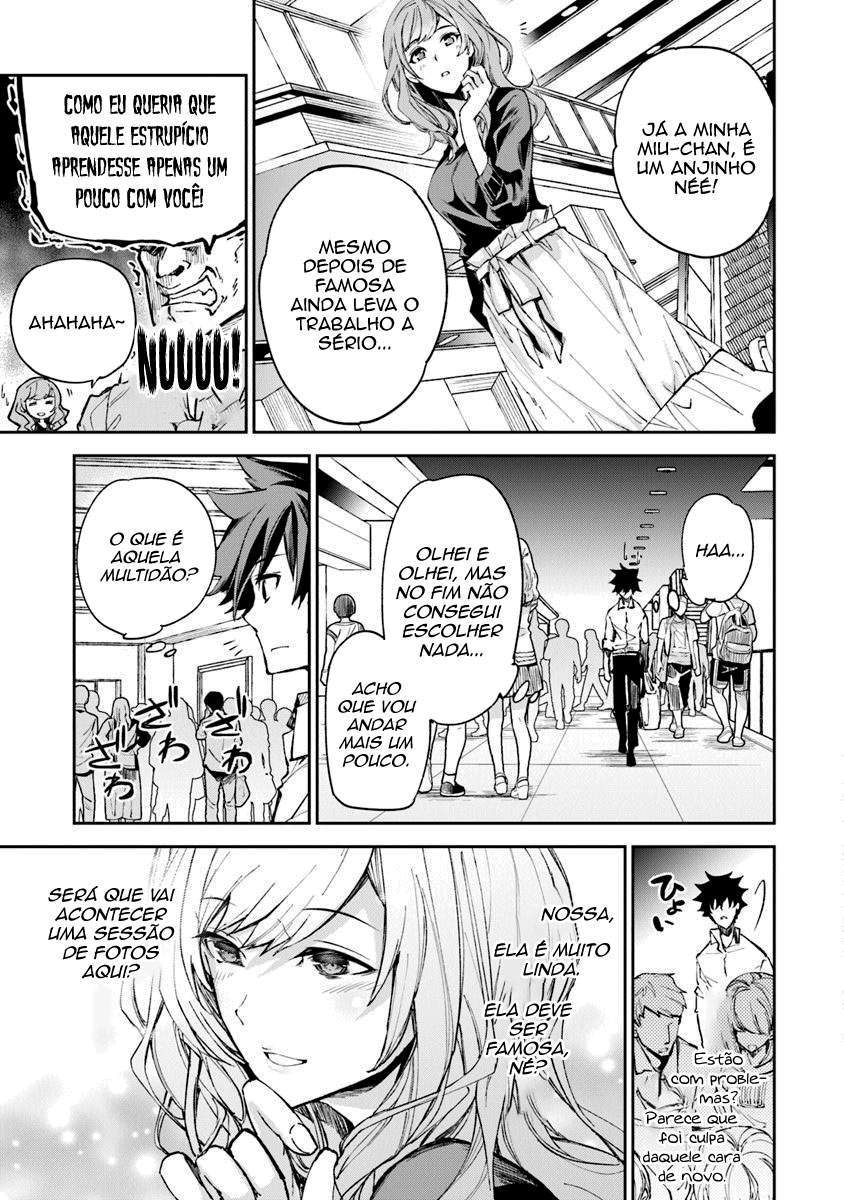 JÁ A MINHA
MIU-CHAN, É
UM ANJINHO
NÉÉ!
MESMO
DEPOIS DE
FAMOSA
AINDA LEVA O
TRABALHO A
SÉRIO...
COMO EU QUERIA QUE
AQUELE ESTRUPÍCIO
APRENDESSE APENAS UM
POUCO COM VOCÊ!
NUUUU!
AHAHAHA~
HAA...
OLHEI E
OLHEI, MAS
NO FIM NÃO
CONSEGUI
ESCOLHER
NADA...
ACHO
QUE VOU
ANDAR
MAIS UM
POUCO.
O QUE É
AQUELA
MULTIDÃO?
ざわ
ざわ
ひょい
Estão
com proble-
mas?
Parece que
foi culpa
daquele cara
de novo.
NOSSA,
ELA É MUITO
LINDA.
ELA DEVE
SER
FAMOSA,
NÉ?
SERÁ QUE VAI
ACONTECER
UMA SESSÃO
DE FOTOS
AQUI?